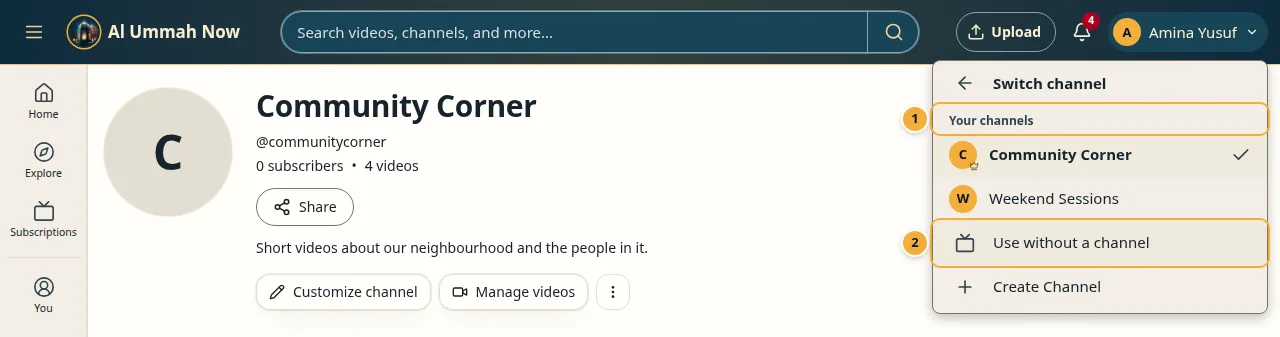 Al Ummah Now
Search videos, channels, and more...
Upload
4
A
Amina Yusuf
Home
Explore
Subscriptions
You
C
Community Corner
@communitycorner
0 subscribers • 4 videos
Share
Short videos about our neighbourhood and the people in it.
Customize channel
Manage videos
Switch channel
1
Your channels
C
Community Corner
W
Weekend Sessions
2
Use without a channel
Create Channel